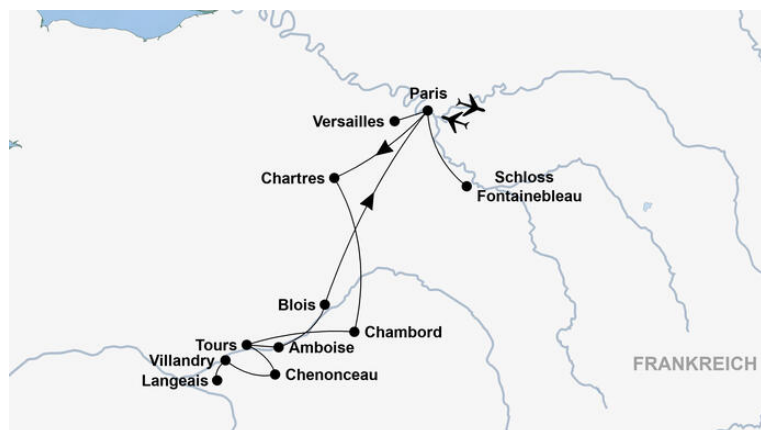 Paris
Versailles
Chartres
Schloss
Fontainebleau
Blois
Chambord
Tours
Amboise
Villandry
FRANKREICH
Chenonceau
Langeais